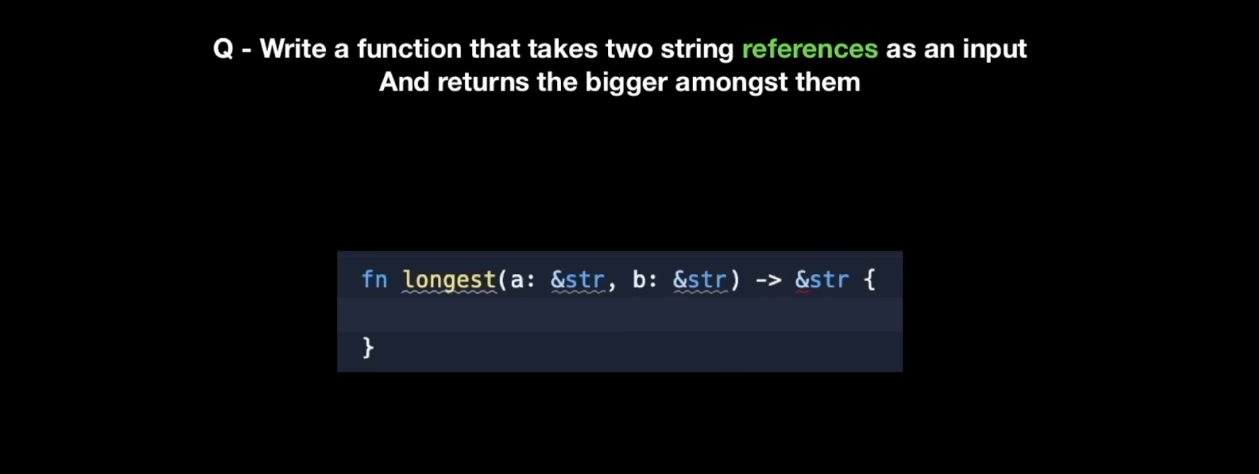 Q - Write a function that takes two string references as an input
And returns the bigger amongst them
fn longest(a: &str, b: &str) -> &str {
}